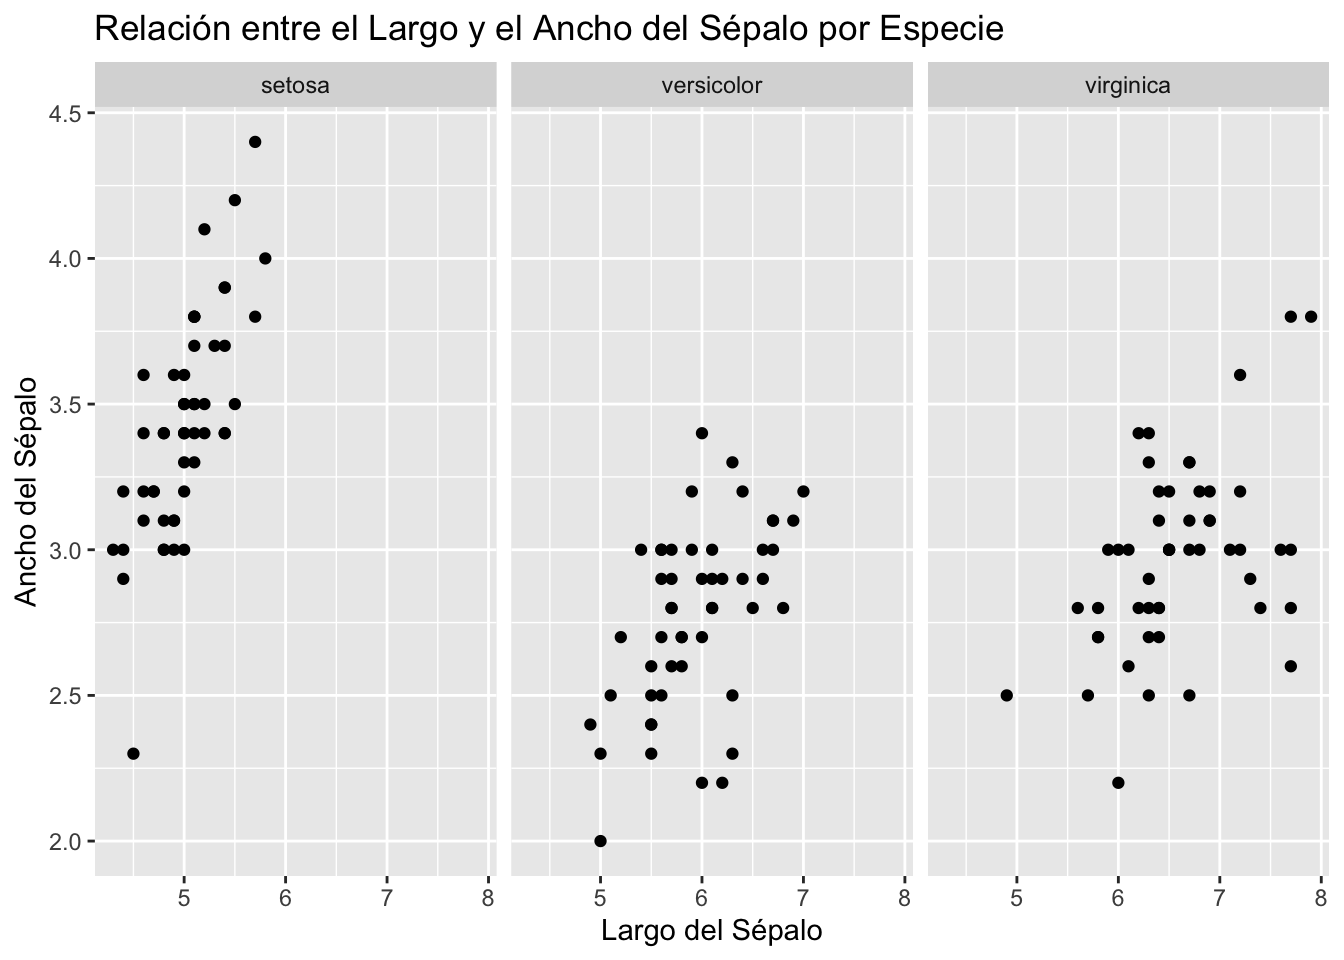 Relación entre el Largo y el Ancho del Sépalo por Especie
setosa versicolor virginica
4.5
4.0
3.5
3.0
2.5
2.0
Ancho del Sépalo
5 6 7 8 5 6 7 8 5 6 7 8
Largo del Sépalo